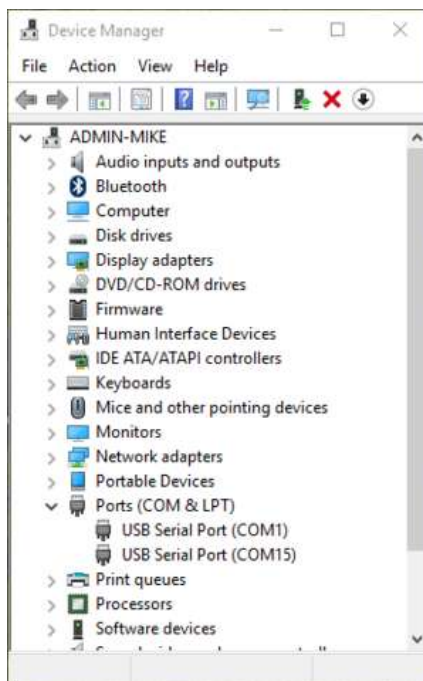 Device Manager
File Action View Help
ADMIN-MIKE
Audio inputs and outputs
Bluetooth
Computer
Disk drives
Display adapters
DVD/CD-ROM drives
Firmware
Human Interface Devices
IDE ATA/ATAPI controllers
Keyboards
Mice and other pointing devices
Monitors
Network adapters
Portable Devices
Ports (COM & LPT)
USB Serial Port (COM1)
USB Serial Port (COM15)
Print queues
Processors
Software devices